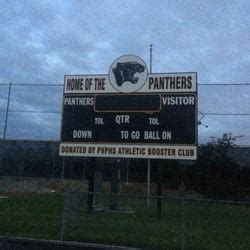 HOME OF THE PANTHERS
PANTHERS VISITOR
TOL QTR TOL
DOWN TO GO BALL ON
DONATED BY PVPHS ATHLETIC BOOSTER CLUB